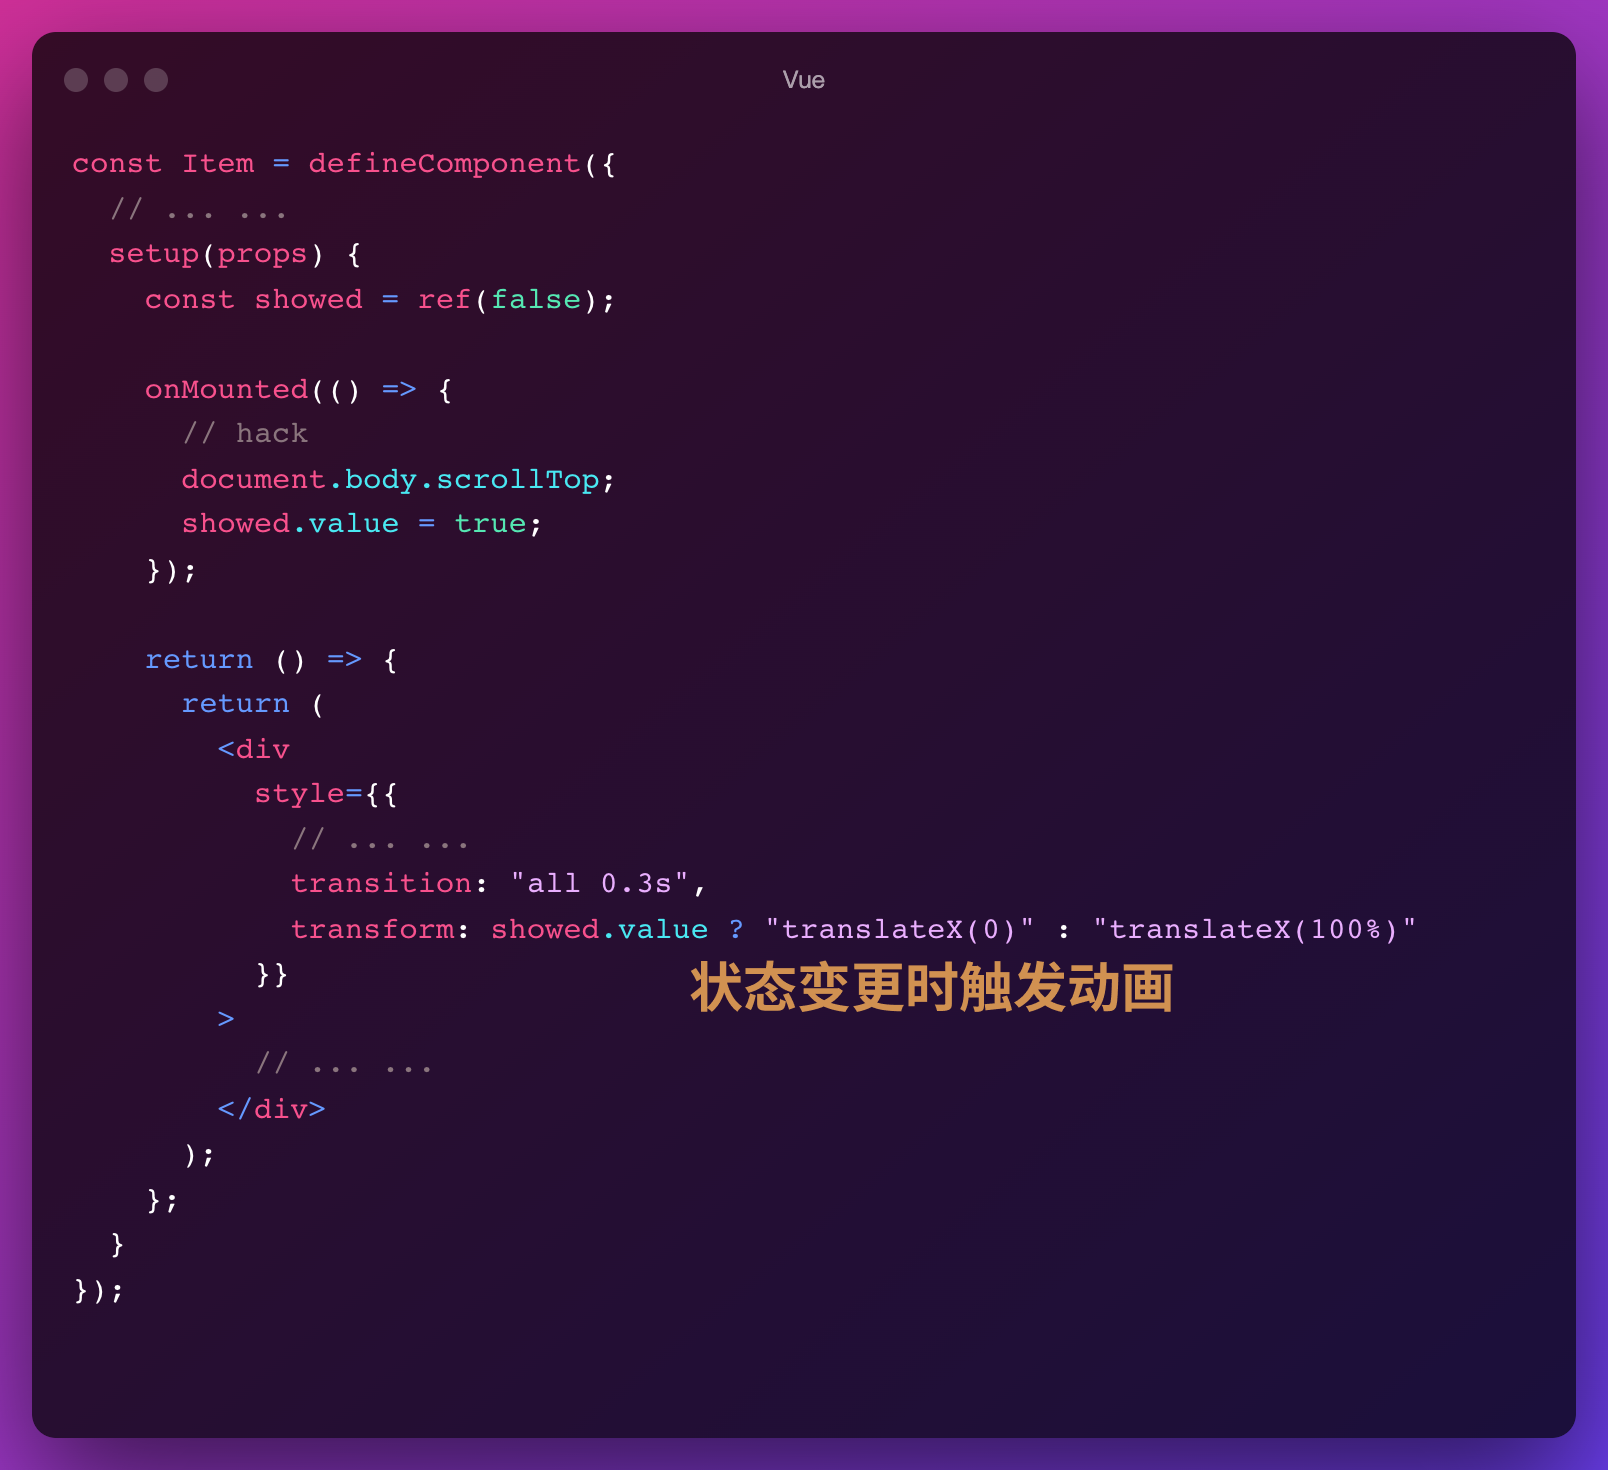 Vue
const Item = defineComponent({
  // ... ...
  setup(props) {
    const showed = ref(false);

    onMounted(() => {
      // hack
      document.body.scrollTop;
      showed.value = true;
    });

    return () => {
      return (
        <div
          style={{
            // ... ...
            transition: "all 0.3s",
            transform: showed.value ? "translateX(0)" : "translateX(100%)"
          }}
状态变更时触发动画
        >
          // ... ...
        </div>
      );
    };
  }
});